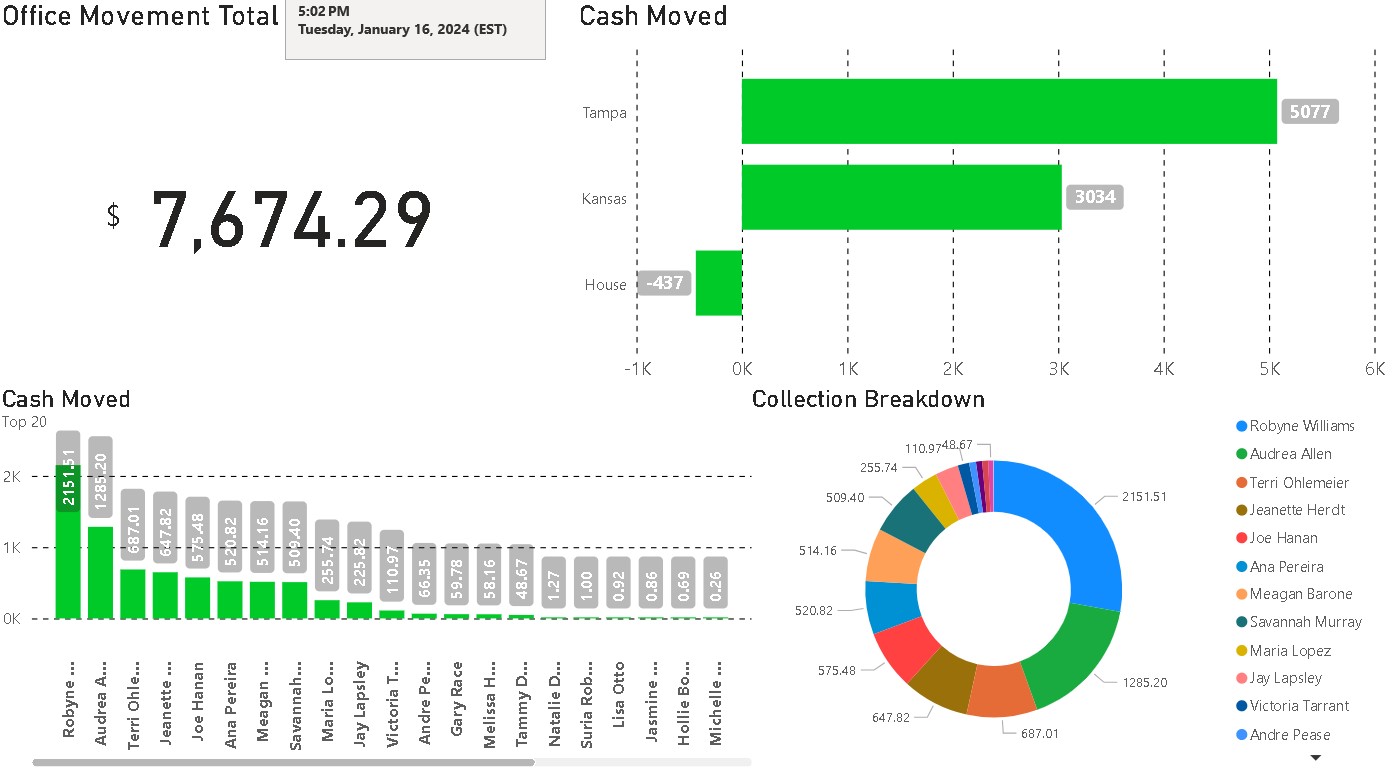 Office Movement Total
5:02 PM
Tuesday, January 16, 2024 (EST)
$ 7,674.29
Cash Moved
Tampa
5077
Kansas
3034
House
-437
-1K 0K 1K 2K 3K 4K 5K 6K
Cash Moved
Top 20
2K
1K
0K
2151.51
1285.20
687.01
647.82
575.48
520.82
514.16
509.40
255.74
225.82
110.97
66.35
59.78
58.16
48.67
1.27
1.00
0.92
0.86
0.69
0.26
Robyne ...
Audrea A...
Terri Ohle...
Jeanette ...
Joe Hanan
Ana Pereira
Meagan ...
Savannah...
Maria Lo...
Jay Lapsley
Victoria T...
Andre Pe...
Gary Race
Melissa H...
Tammy D...
Natalie D...
Suria Rob...
Lisa Otto
Jasmine ...
Hollie Bo...
Michelle ...
Collection Breakdown
2151.51
1285.20
687.01
647.82
575.48
520.82
514.16
509.40
255.74
110.97
48.67
Robyne Williams
Audrea Allen
Terri Ohlemeier
Jeanette Herdt
Joe Hanan
Ana Pereira
Meagan Barone
Savannah Murray
Maria Lopez
Jay Lapsley
Victoria Tarrant
Andre Pease